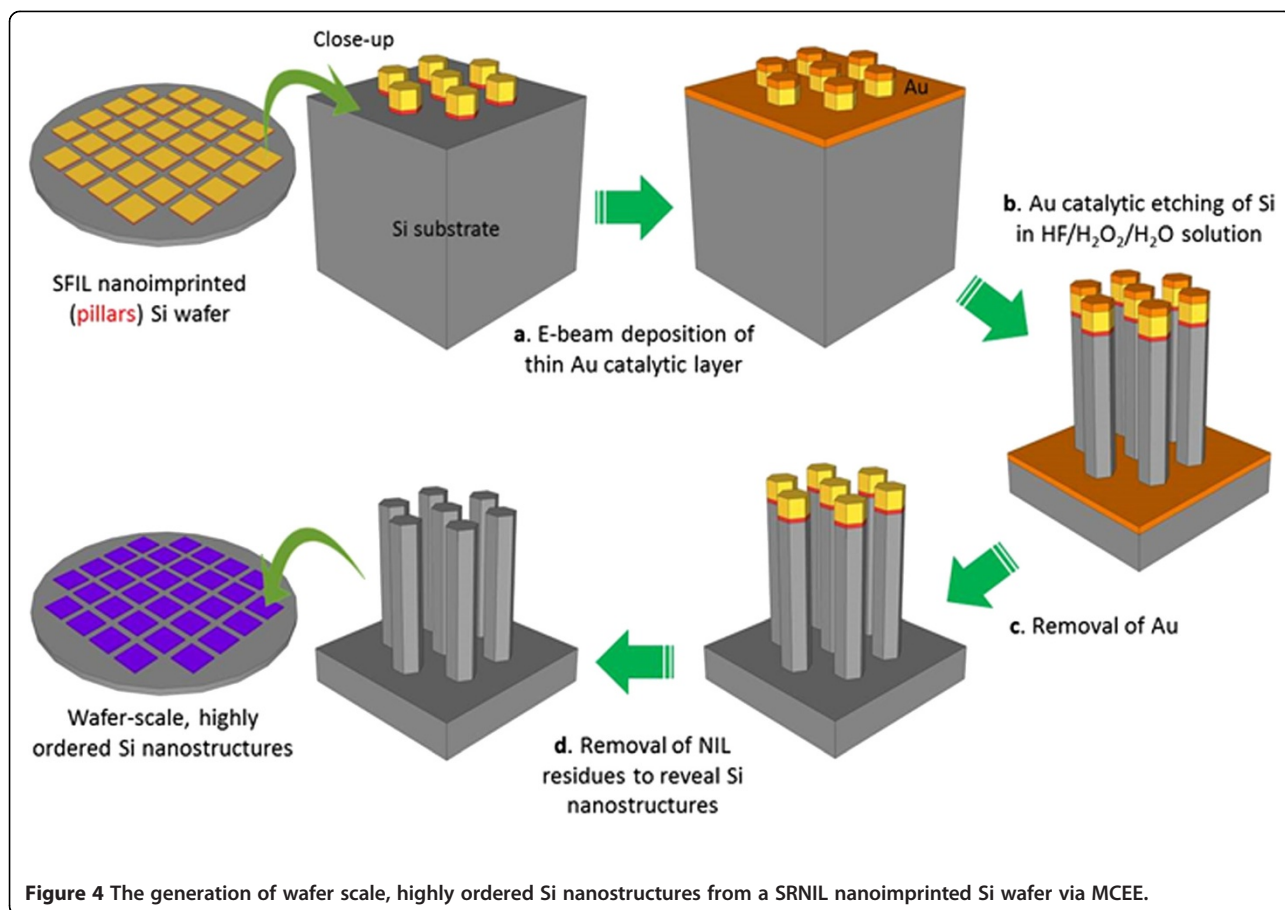 Close-up
Au
Si substrate
SFIL nanoimprinted
(pillars) Si wafer
a. E-beam deposition of
thin Au catalytic layer
b. Au catalytic etching of Si
in HF/H₂O₂/H₂O solution
c. Removal of Au
d. Removal of NIL
residues to reveal Si
nanostructures
Wafer-scale, highly
ordered Si nanostructures
Figure 4 The generation of wafer scale, highly ordered Si nanostructures from a SRNIL nanoimprinted Si wafer via MCEE.